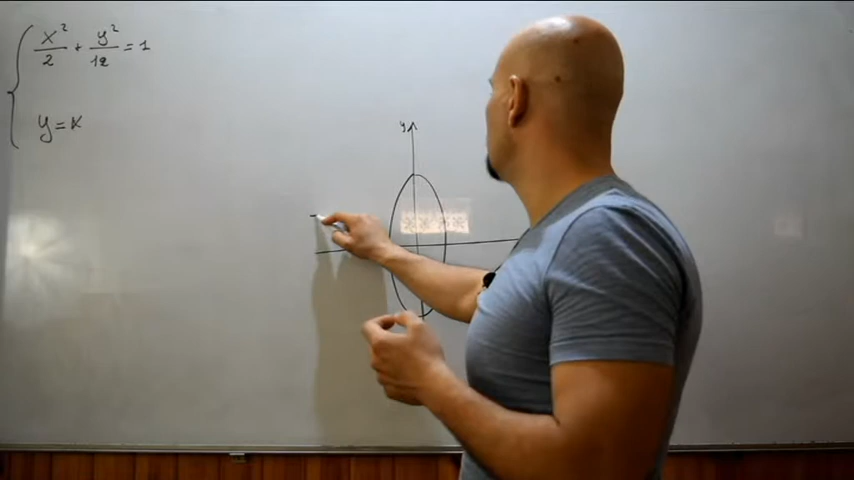 x²/2 + y²/12 = 1
y = k
y